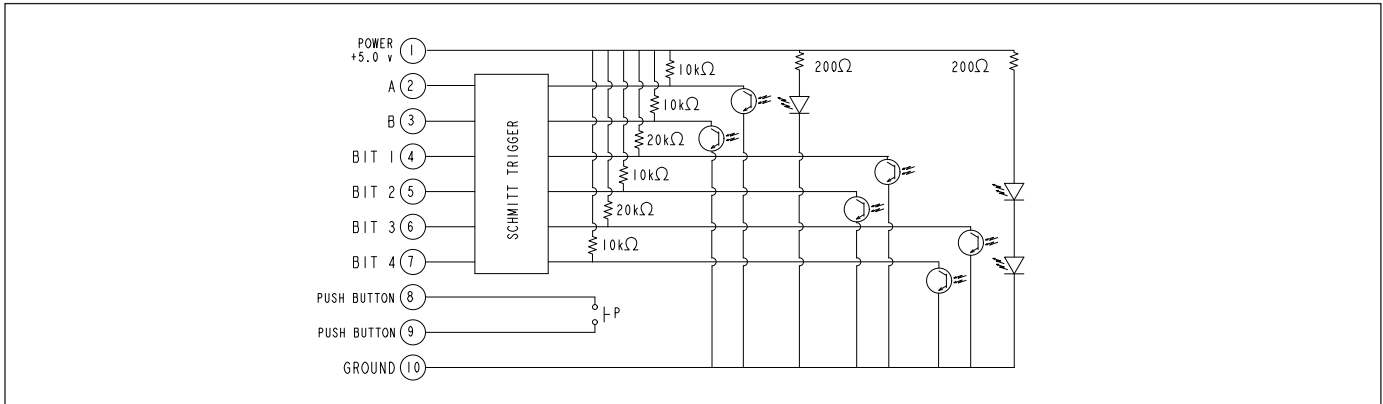 POWER
+5.0 v
1
A 2
B 3
BIT 1 4
BIT 2 5
BIT 3 6
BIT 4 7
PUSH BUTTON 8
PUSH BUTTON 9
GROUND 10
SCHMITT TRIGGER
10kΩ
10kΩ
20kΩ
10kΩ
20kΩ
10kΩ
200Ω
200Ω
P